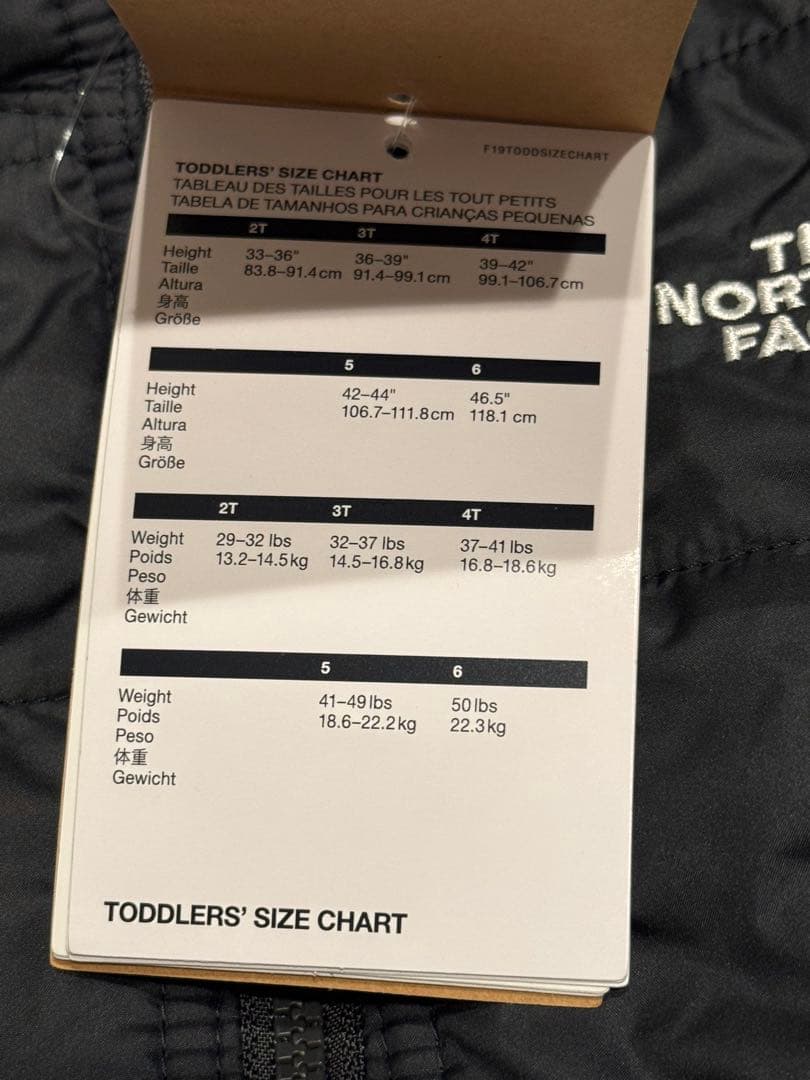 F19TODDSIZECHART
TODDLERS' SIZE CHART
TABLEAU DES TAILLES POUR LES TOUT PETITS
TABELA DE TAMANHOS PARA CRIANÇAS PEQUENAS
2T 3T 4T
Height 33–36" 36–39" 39–42"
Taille 83.8–91.4cm 91.4–99.1cm 99.1–106.7cm
Altura
身高
Größe
5 6
Height 42–44" 46.5"
Taille 106.7–111.8cm 118.1 cm
Altura
身高
Größe
2T 3T 4T
Weight 29–32 lbs 32–37 lbs 37–41 lbs
Poids 13.2–14.5kg 14.5–16.8kg 16.8–18.6kg
Peso
体重
Gewicht
5 6
Weight 41–49 lbs 50 lbs
Poids 18.6–22.2kg 22.3kg
Peso
体重
Gewicht
TODDLERS' SIZE CHART